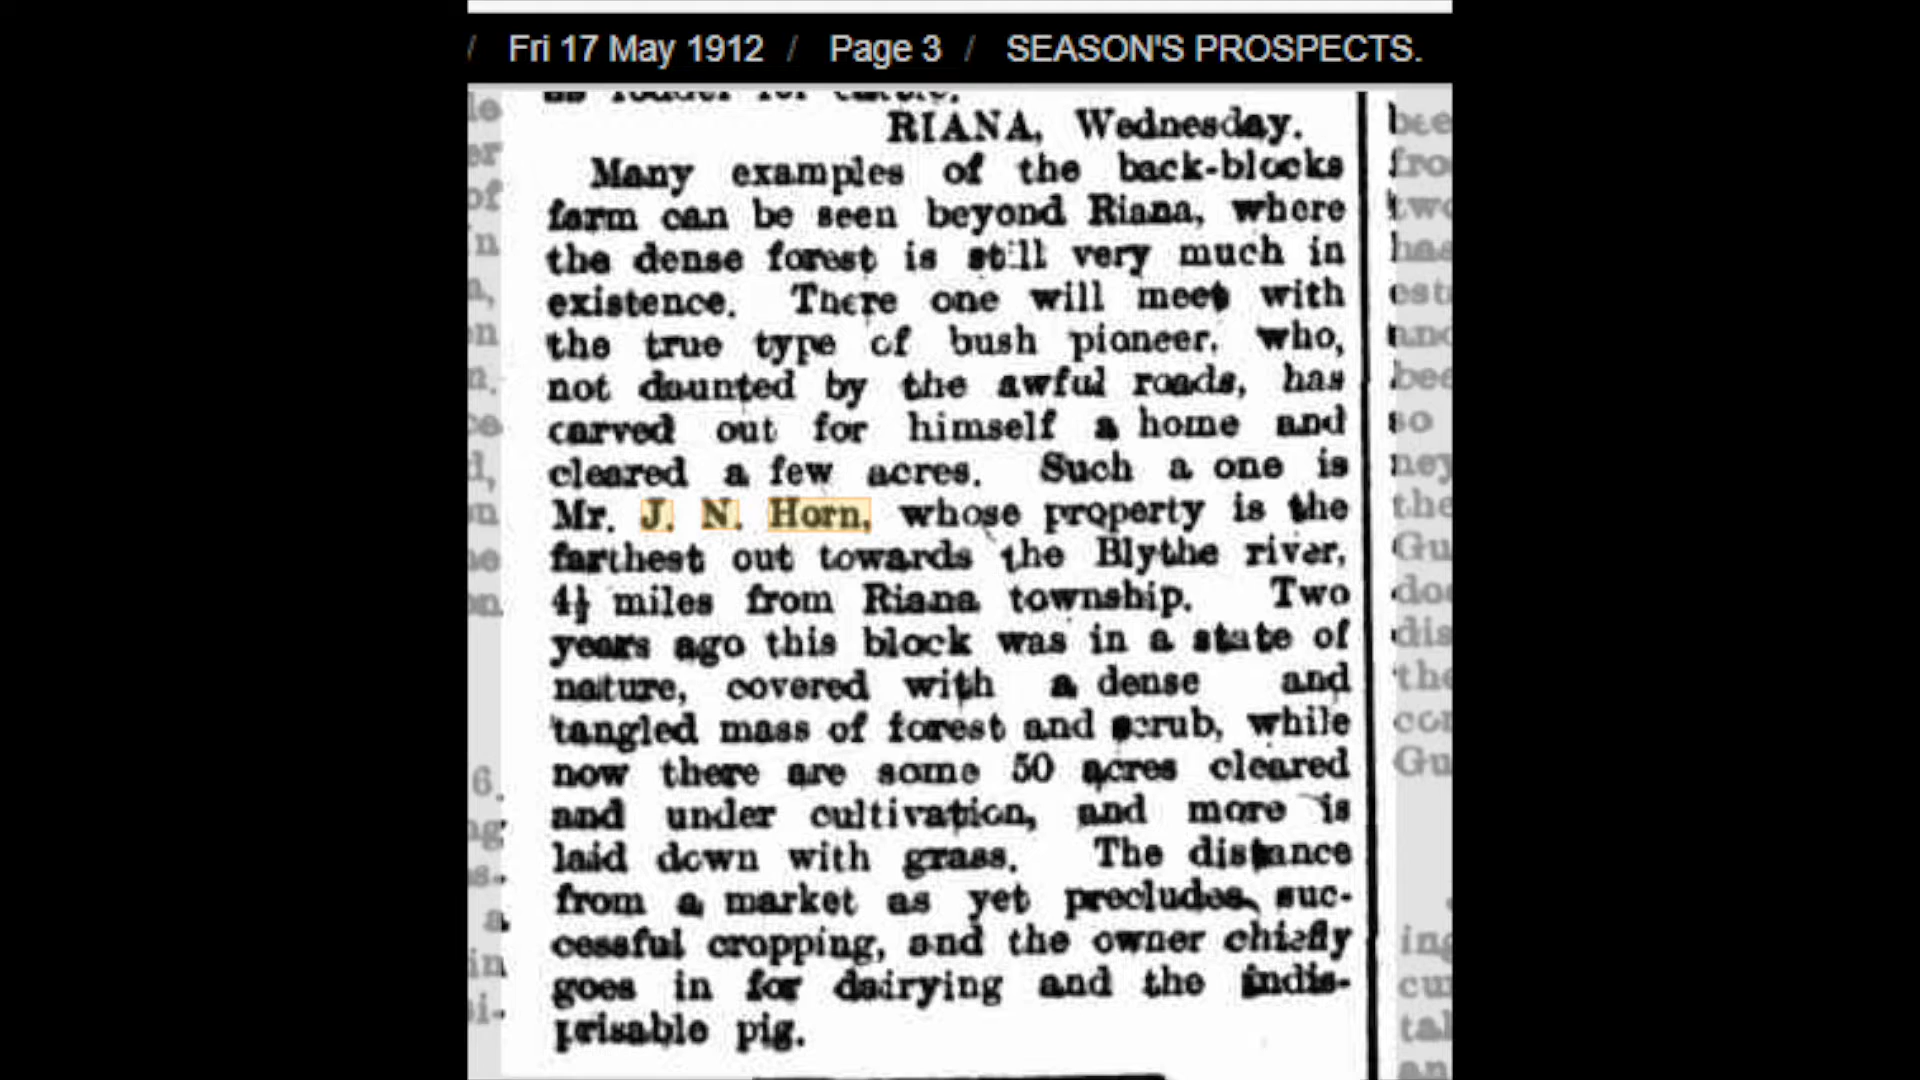 / Fri 17 May 1912 / Page 3 / SEASON'S PROSPECTS.
as fodder for cattle.
RIANA, Wednesday.
Many examples of the back-blocks
farm can be seen beyond Riana, where
the dense forest is still very much in
existence. There one will meet with
the true type of bush pioneer, who,
not daunted by the awful roads, has
carved out for himself a home and
cleared a few acres. Such a one is
Mr. J. N. Horn, whose property is the
farthest out towards the Blythe river,
4½ miles from Riana township. Two
years ago this block was in a state of
nature, covered with a dense and
tangled mass of forest and scrub, while
now there are some 50 acres cleared
and under cultivation, and more is
laid down with grass. The distance
from a market as yet precludes suc-
cessful cropping, and the owner chiefly
goes in for dairying and the indis-
prisable pig.